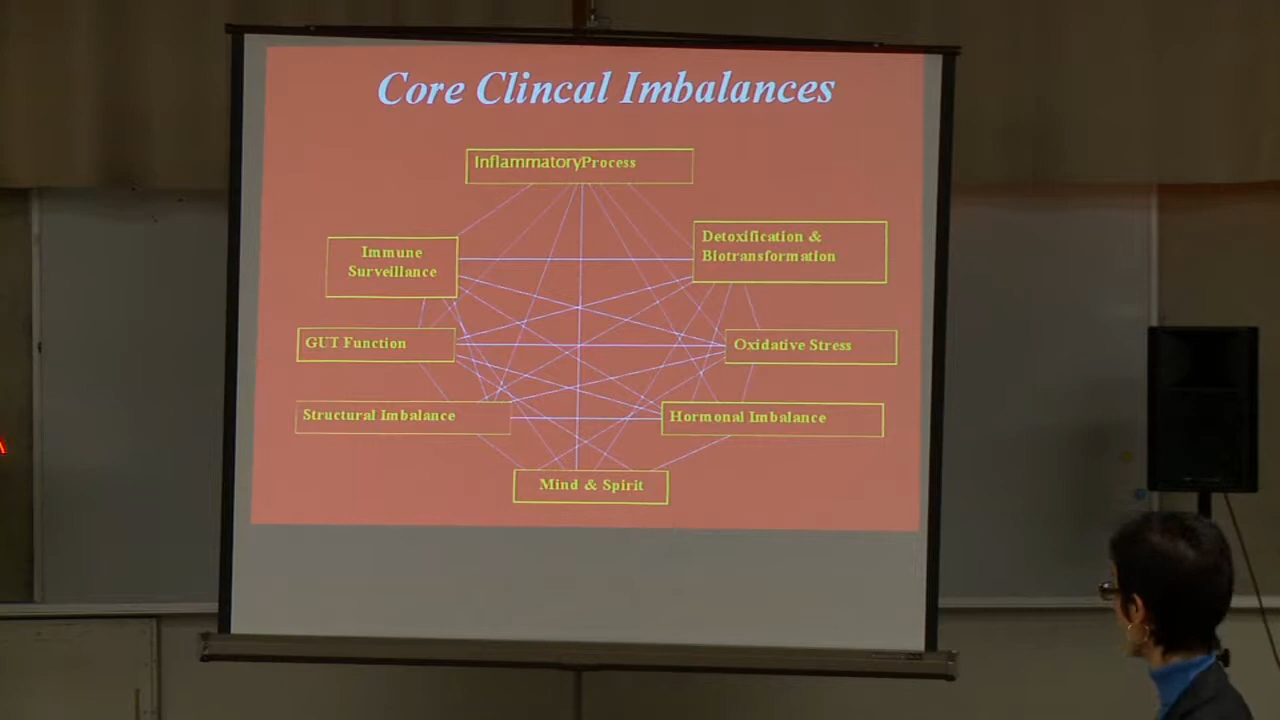 Core Clincal Imbalances
InflammatoryProcess
Immune
Surveillance
Detoxification &
Biotransformation
GUT Function
Oxidative Stress
Structural Imbalance
Hormonal Imbalance
Mind & Spirit